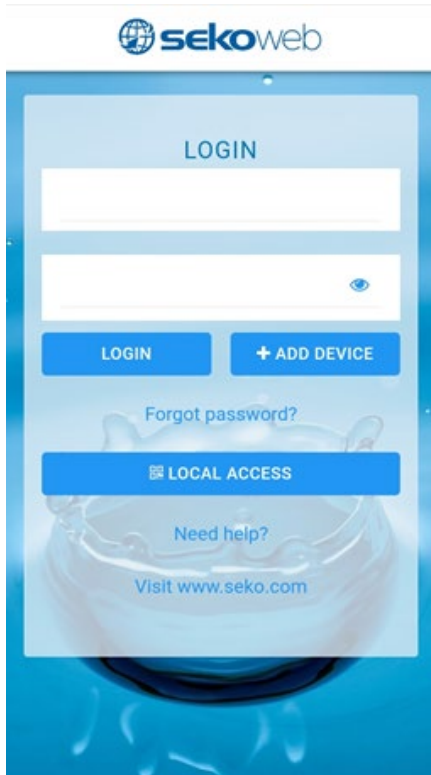 sekoweb
LOGIN
LOGIN
+ ADD DEVICE
Forgot password?
LOCAL ACCESS
Need help?
Visit www.seko.com